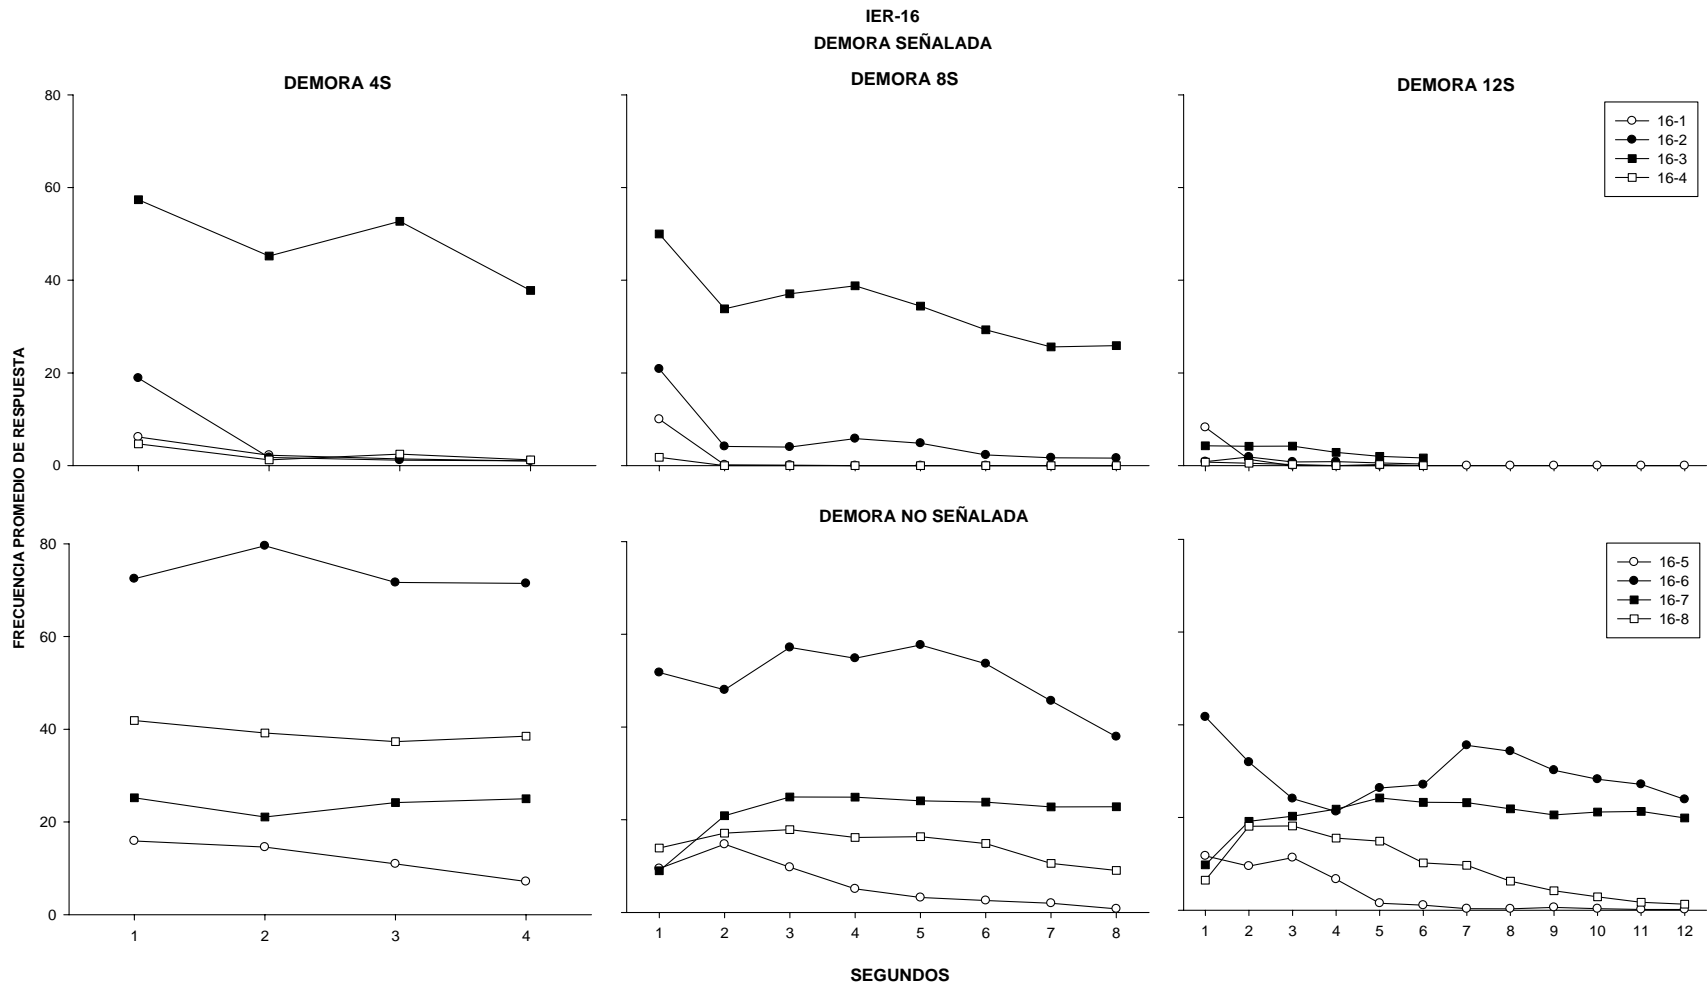 IER-16
DEMORA SEÑALADA
DEMORA 4S
DEMORA 8S
DEMORA 12S
80
60
40
20
0
16-1
16-2
16-3
16-4
FRECUENCIA PROMEDIO DE RESPUESTA
DEMORA NO SEÑALADA
80
60
40
20
0
16-5
16-6
16-7
16-8
1 2 3 4
1 2 3 4 5 6 7 8
1 2 3 4 5 6 7 8 9 10 11 12
SEGUNDOS